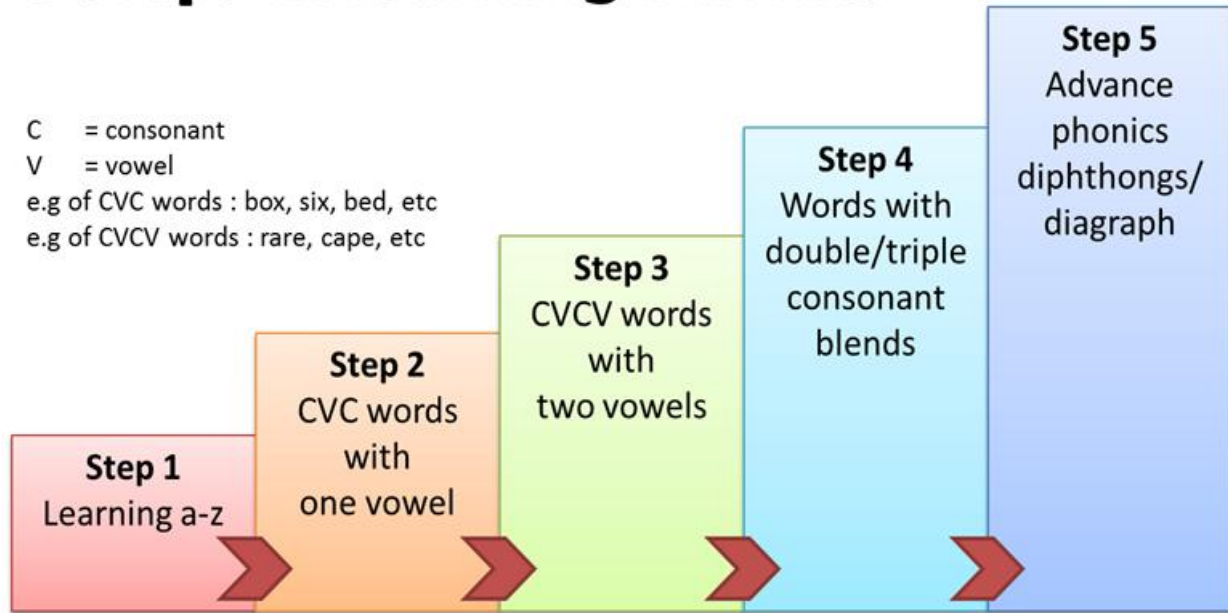 C = consonant
V = vowel
e.g of CVC words : box, six, bed, etc
e.g of CVCV words : rare, cape, etc
Step 1
Learning a-z
Step 2
CVC words
with
one vowel
Step 3
CVCV words
with
two vowels
Step 4
Words with
double/triple
consonant
blends
Step 5
Advance
phonics
diphthongs/
diagraph